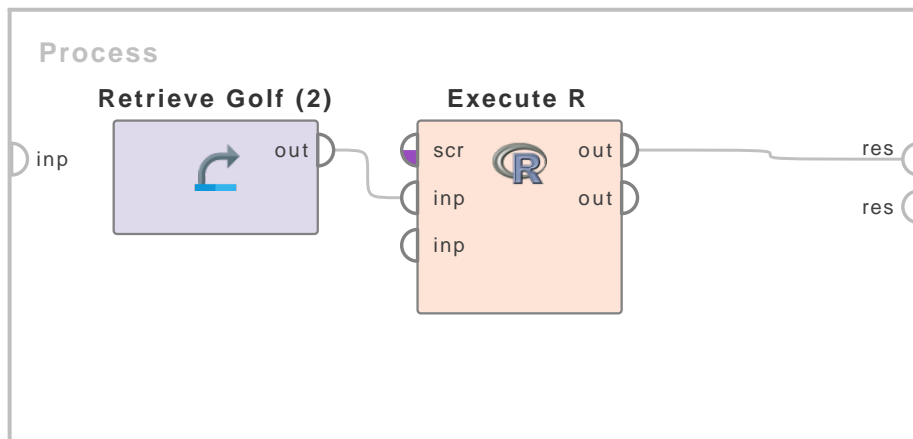 Process
inp
Retrieve Golf (2)
out
Execute R
scr
inp
inp
R
out
out
res
res